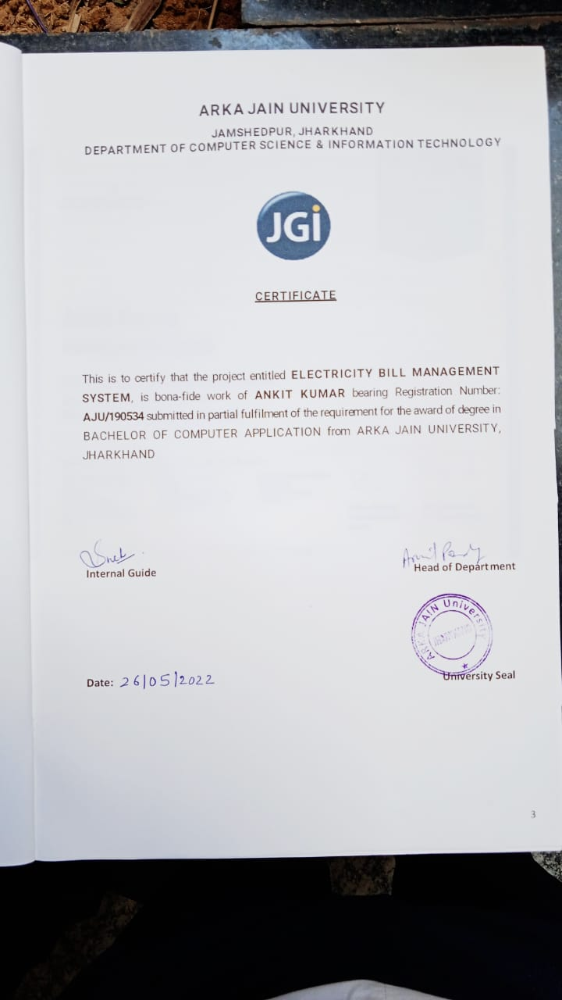 ARKA JAIN UNIVERSITY
JAMSHEDPUR, JHARKHAND
DEPARTMENT OF COMPUTER SCIENCE & INFORMATION TECHNOLOGY
JGi
CERTIFICATE
This is to certify that the project entitled ELECTRICITY BILL MANAGEMENT
SYSTEM, is bona-fide work of ANKIT KUMAR bearing Registration Number:
AJU/190534 submitted in partial fulfilment of the requirement for the award of degree in
BACHELOR OF COMPUTER APPLICATION from ARKA JAIN UNIVERSITY,
JHARKHAND
Internal Guide
Head of Department
ARKA JAIN University
JHARKHAND
University Seal
Date: 26/05/2022
3